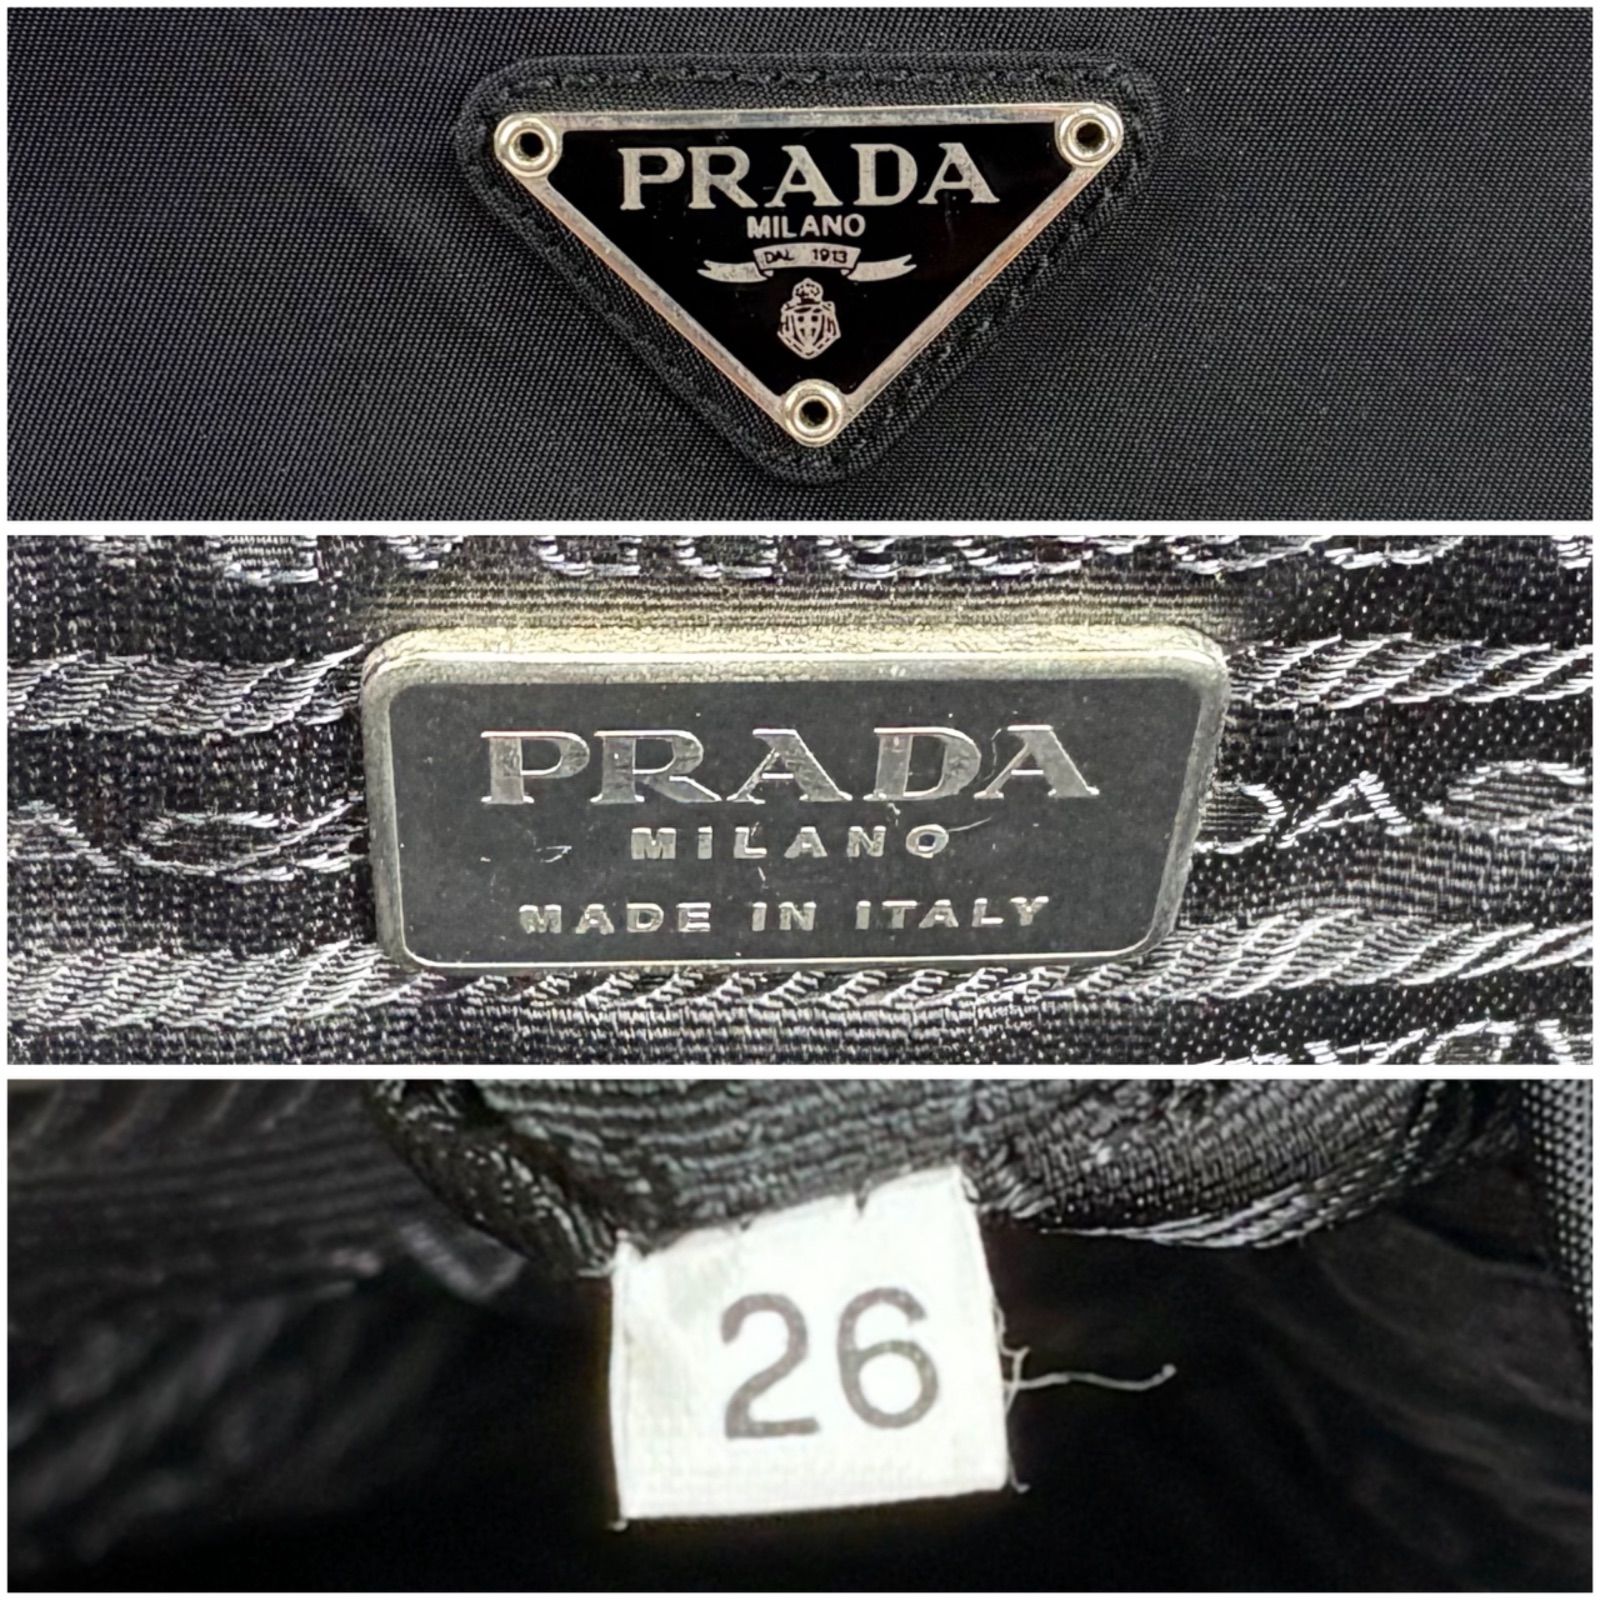 PRADA
MILANO
DAL 1913
PRADA
MILANO
MADE IN ITALY
26